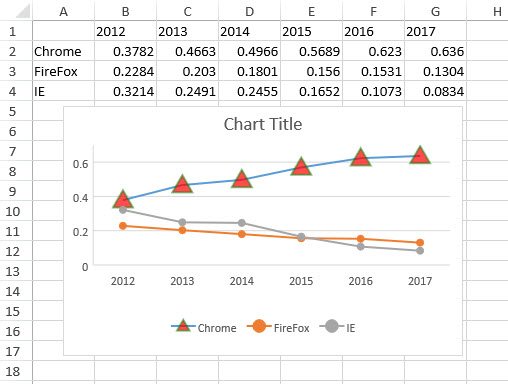 A B C D E F G H
1 2012 2013 2014 2015 2016 2017
2 Chrome 0.3782 0.4663 0.4966 0.5689 0.623 0.636
3 FireFox 0.2284 0.203 0.1801 0.156 0.1531 0.1304
4 IE 0.3214 0.2491 0.2455 0.1652 0.1073 0.0834
5
6 Chart Title
7
8 0.6
9
10 0.4
11 0.2
12 0
13 2012 2013 2014 2015 2016 2017
14
15
16 Chrome FireFox IE
17
18